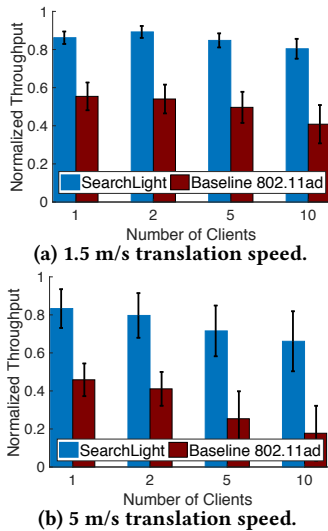 Normalized Throughput
1
0.8
0.6
0.4
0.2
0
SearchLight Baseline 802.11ad
1 2 5 10
Number of Clients
(a) 1.5 m/s translation speed.
Normalized Throughput
1
0.8
0.6
0.4
0.2
0
SearchLight Baseline 802.11ad
1 2 5 10
Number of Clients
(b) 5 m/s translation speed.